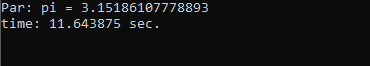 Par: pi = 3.15186107778893
time: 11.643875 sec.